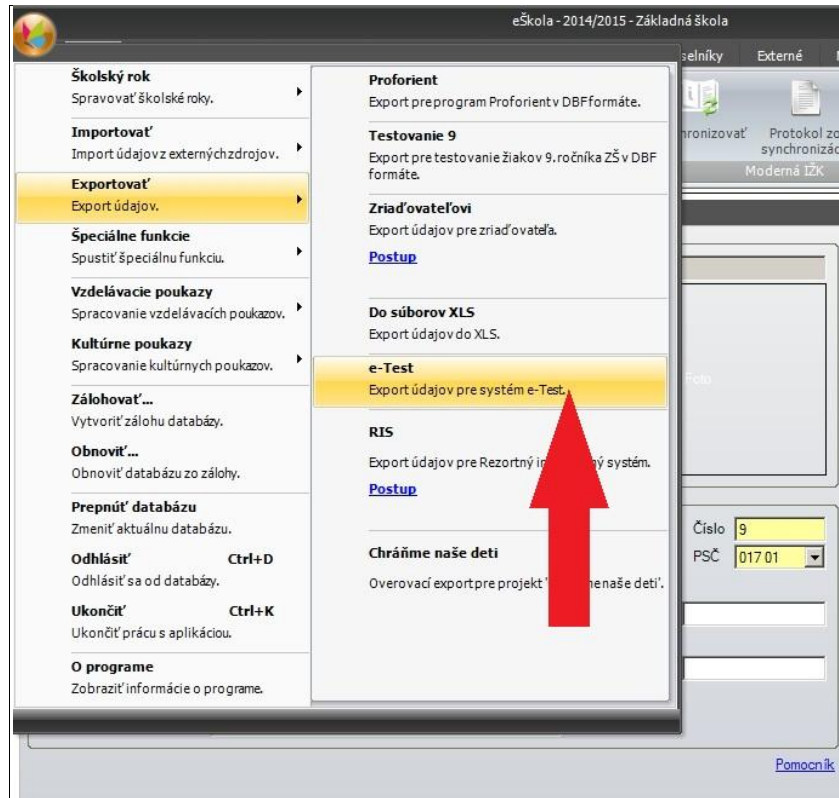 eŠkola - 2014/2015 - Základná škola
Externé
Protokol zo
Moderná IŽK
Školský rok
Spravovať školské roky.
Importovať
Import údajov z externých zdrojov.
Exportovať
Export údajov.
Špeciálne funkcie
Spustiť špeciálnu funkciu.
Vzdelávacie poukazy
Spracovanie vzdelávacích poukazov.
Kultúrne poukazy
Spracovanie kultúrnych poukazov.
Zálohovať...
Vytvoriť zálohu databázy.
Obnoviť...
Obnoviť databázu zo zálohy.
Prepnúť databázu
Zmeniť aktuálnu databázu.
Odhlásiť Ctrl+D
Odhlásiť sa od databázy.
Ukončiť Ctrl+K
Ukončiť prácu s aplikáciou.
O programe
Zobraziť informácie o programe.
Proforient
Export pre program Proforient v DBF formáte.
Testovanie 9
Export pre testovanie žiakov 9. ročníka ZŠ v DBF
formáte.
Zriaďovateľovi
Export údajov pre zriaďovateľa.
Postup
Do súborov XLS
Export údajov do XLS.
e-Test
Export údajov pre systém e-Test.
RIS
Export údajov pre Rezortný systém.
Postup
Chráňme naše deti
Overovací export pre projekt naše deti'.
Foto
Číslo 9
PSČ 017 01
Pomocník